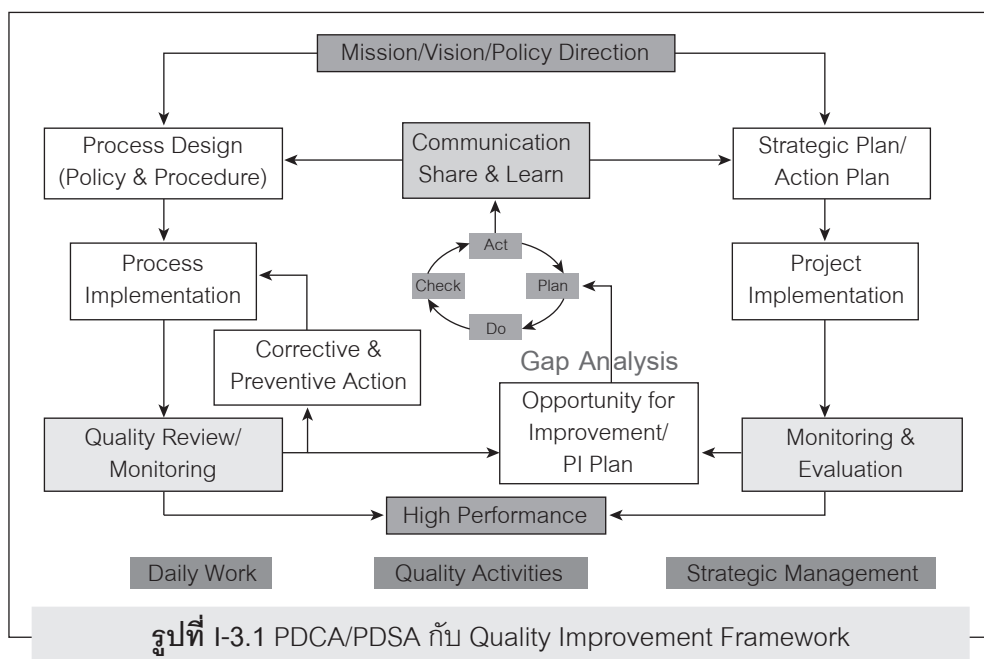 Mission/Vision/Policy Direction
Process Design
(Policy & Procedure)
Communication
Share & Learn
Strategic Plan/
Action Plan
Process
Implementation
Act
Check
Plan
Do
Project
Implementation
Corrective &
Preventive Action
Gap Analysis
Opportunity for
Improvement/
PI Plan
Quality Review/
Monitoring
Monitoring &
Evaluation
High Performance
Daily Work
Quality Activities
Strategic Management
รูปที่ I-3.1 PDCA/PDSA กับ Quality Improvement Framework